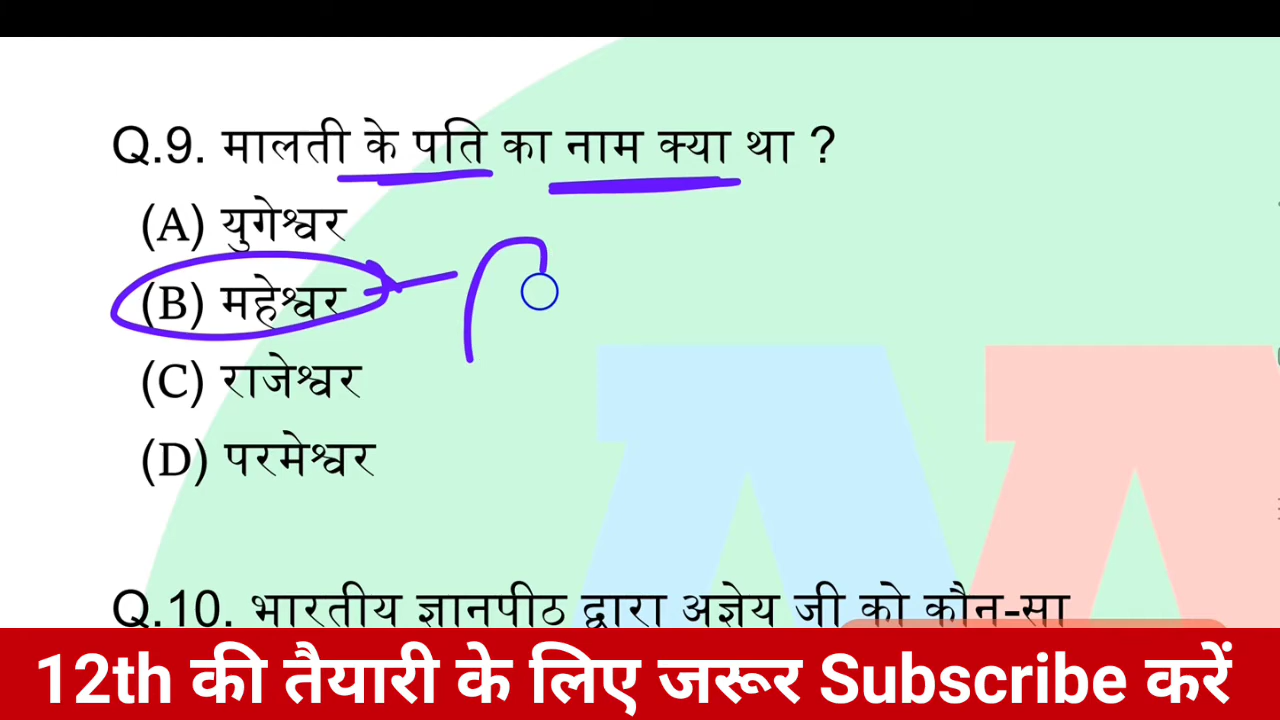 Q.9. मालती के पति का नाम क्या था ?
(A) युगेश्वर
(B) महेश्वर
(C) राजेश्वर
(D) परमेश्वर
Q.10. भारतीय ज्ञानपीठ द्वारा अज्ञेय जी को कौन-सा
12th की तैयारी के लिए जरूर Subscribe करें